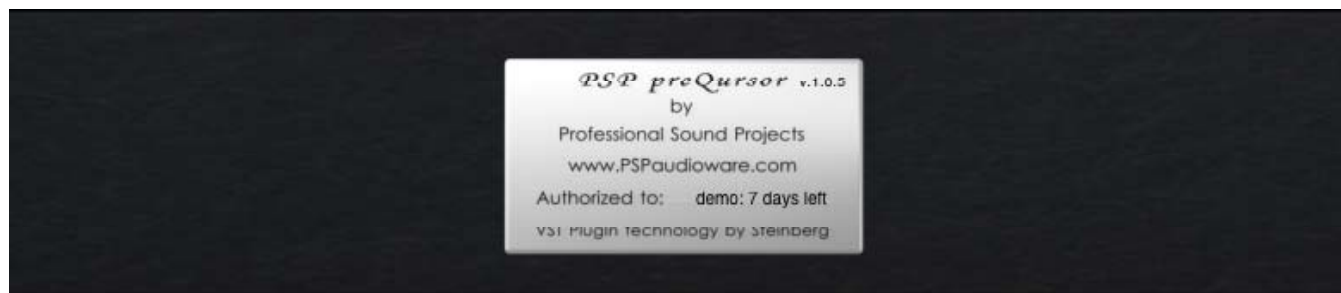 PSP preQursor v.1.0.5
by
Professional Sound Projects
www.PSPaudioware.com
Authorized to: demo: 7 days left
VST Plugin Technology by Steinberg